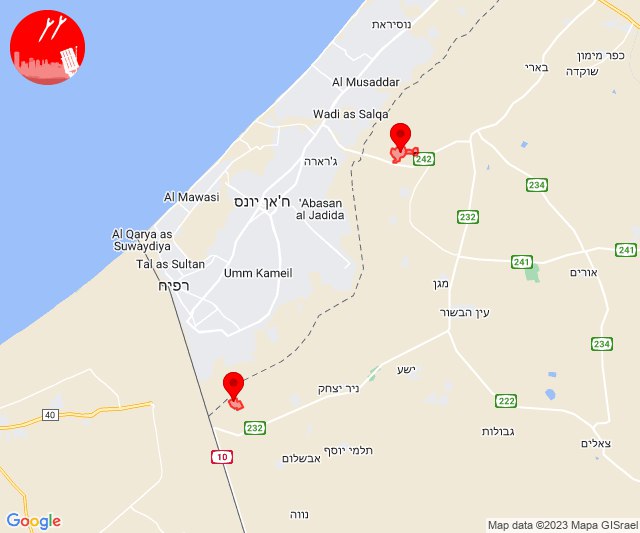 נוסיראת
כפר מימון
שוקדה
בארי
Al Musaddar
Wadi as Salqa
242
ג'רארה
234
Al Mawasi
ח'אן יונס
'Abasan
al Jadida
232
Al Qarya as
Suwaydiya
241
241
Tal as Sultan
Umm Kameil
אורים
רפיח
מגן
עין הבשור
234
ישע
ניר יצחק
40
222
232
גבולות
צאלים
10
תלמי יוסף
אבשלום
נווה
Google
Map data ©2023 Mapa GISrael